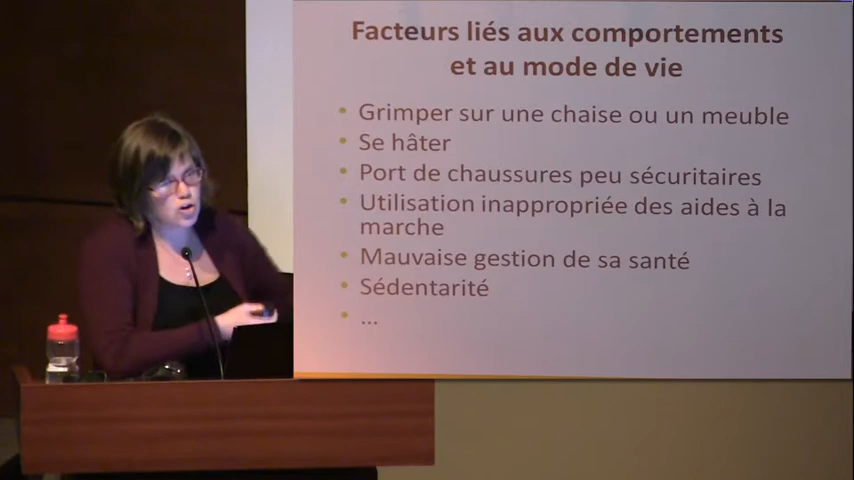 Facteurs liés aux comportements
et au mode de vie
• Grimper sur une chaise ou un meuble
• Se hâter
• Port de chaussures peu sécuritaires
• Utilisation inappropriée des aides à la
marche
• Mauvaise gestion de sa santé
• Sédentarité
• ...